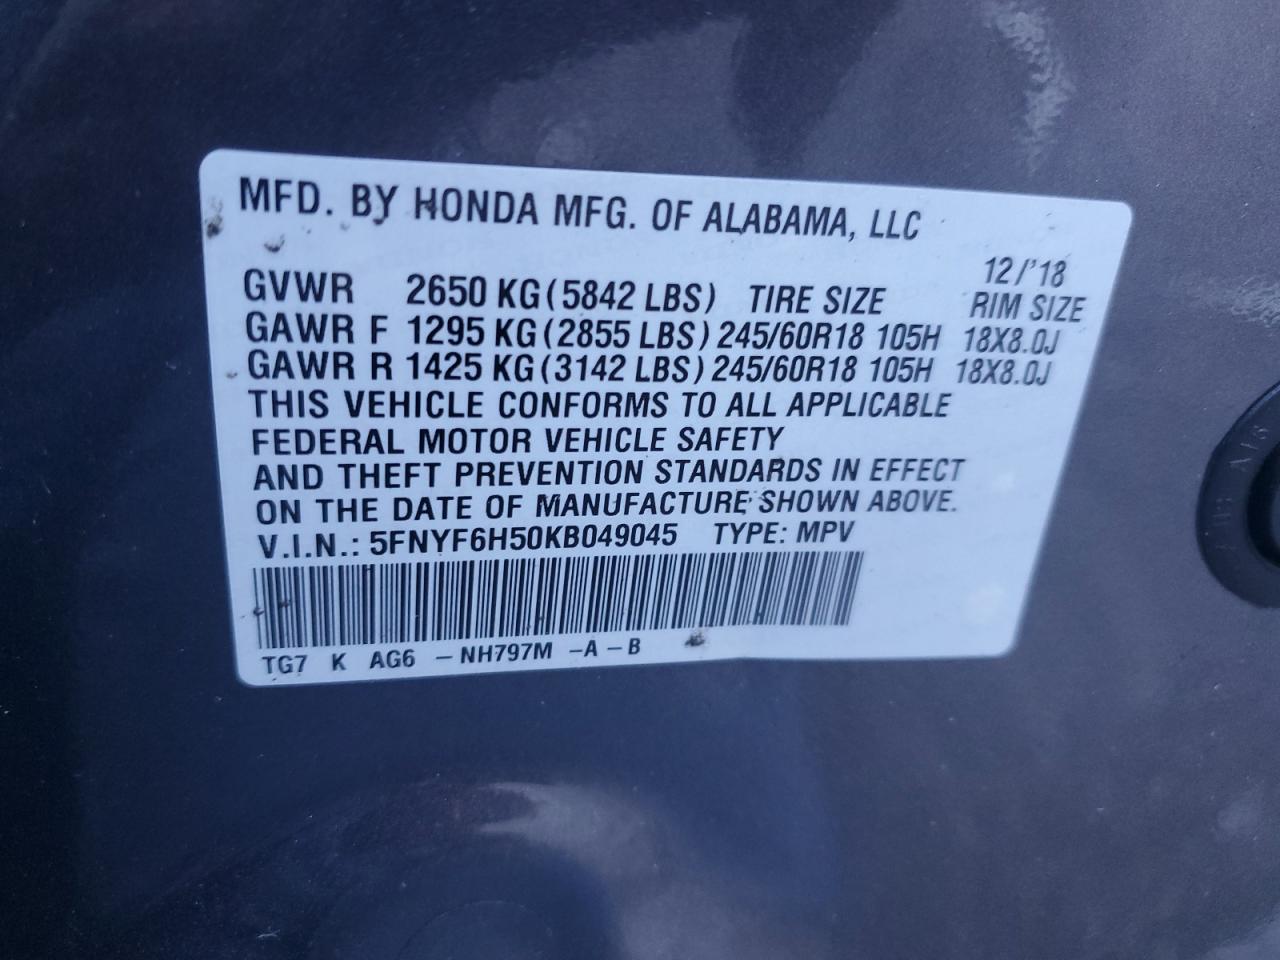 MFD. BY HONDA MFG. OF ALABAMA, LLC
12/'18
GVWR 2650 KG (5842 LBS) TIRE SIZE RIM SIZE
GAWR F 1295 KG (2855 LBS) 245/60R18 105H 18X8.0J
GAWR R 1425 KG (3142 LBS) 245/60R18 105H 18X8.0J
THIS VEHICLE CONFORMS TO ALL APPLICABLE
FEDERAL MOTOR VEHICLE SAFETY
AND THEFT PREVENTION STANDARDS IN EFFECT
ON THE DATE OF MANUFACTURE SHOWN ABOVE.
V.I.N.: 5FNYF6H50KB049045 TYPE: MPV
TG7 K AG6 – NH797M – A – B